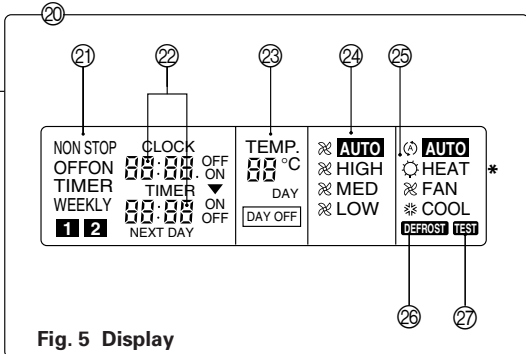 ⑳
㉑ ㉒ ㉓ ㉔ ㉕
NON STOP
OFFON
TIMER
WEEKLY
1 2
CLOCK
88:88. OFF ON
TIMER ▼
88:88 ON OFF
NEXT DAY
TEMP.
88 °C
DAY
DAY OFF
AUTO
HIGH
MED
LOW
A AUTO
HEAT *
FAN
COOL
DEFROST TEST
㉖ ㉗
Fig. 5 Display